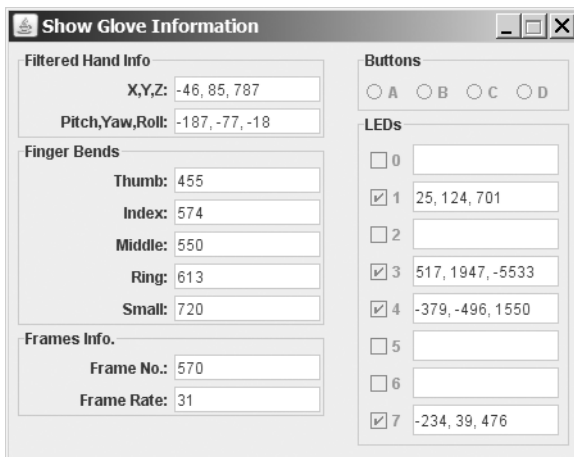 Show Glove Information
Filtered Hand Info
X,Y,Z: -46, 85, 787
Pitch,Yaw,Roll: -187, -77, -18
Finger Bends
Thumb: 455
Index: 574
Middle: 550
Ring: 613
Small: 720
Frames Info.
Frame No.: 570
Frame Rate: 31
Buttons
A B C D
LEDs
0
1 25, 124, 701
2
3 517, 1947, -5533
4 -379, -496, 1550
5
6
7 -234, 39, 476